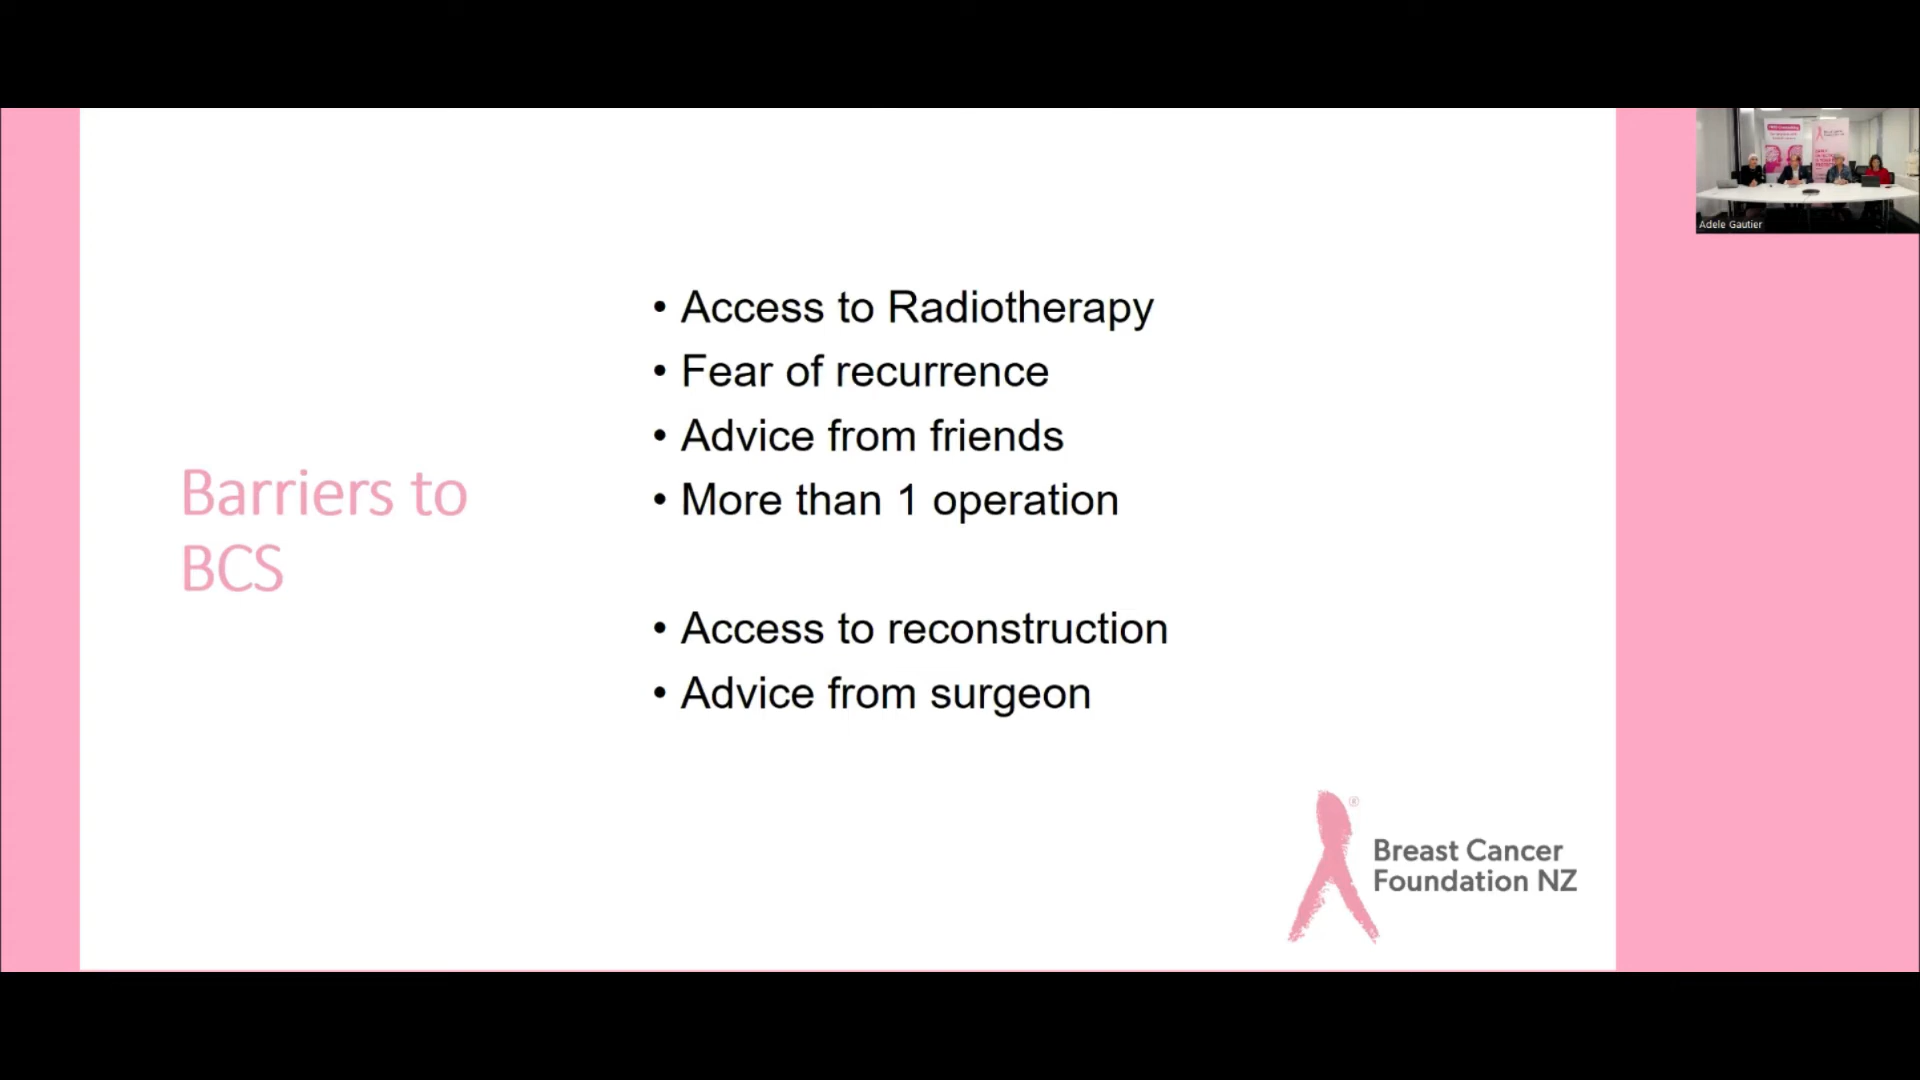 Barriers to
BCS
• Access to Radiotherapy
• Fear of recurrence
• Advice from friends
• More than 1 operation
• Access to reconstruction
• Advice from surgeon
®
Breast Cancer
Foundation NZ
Adele Gautier